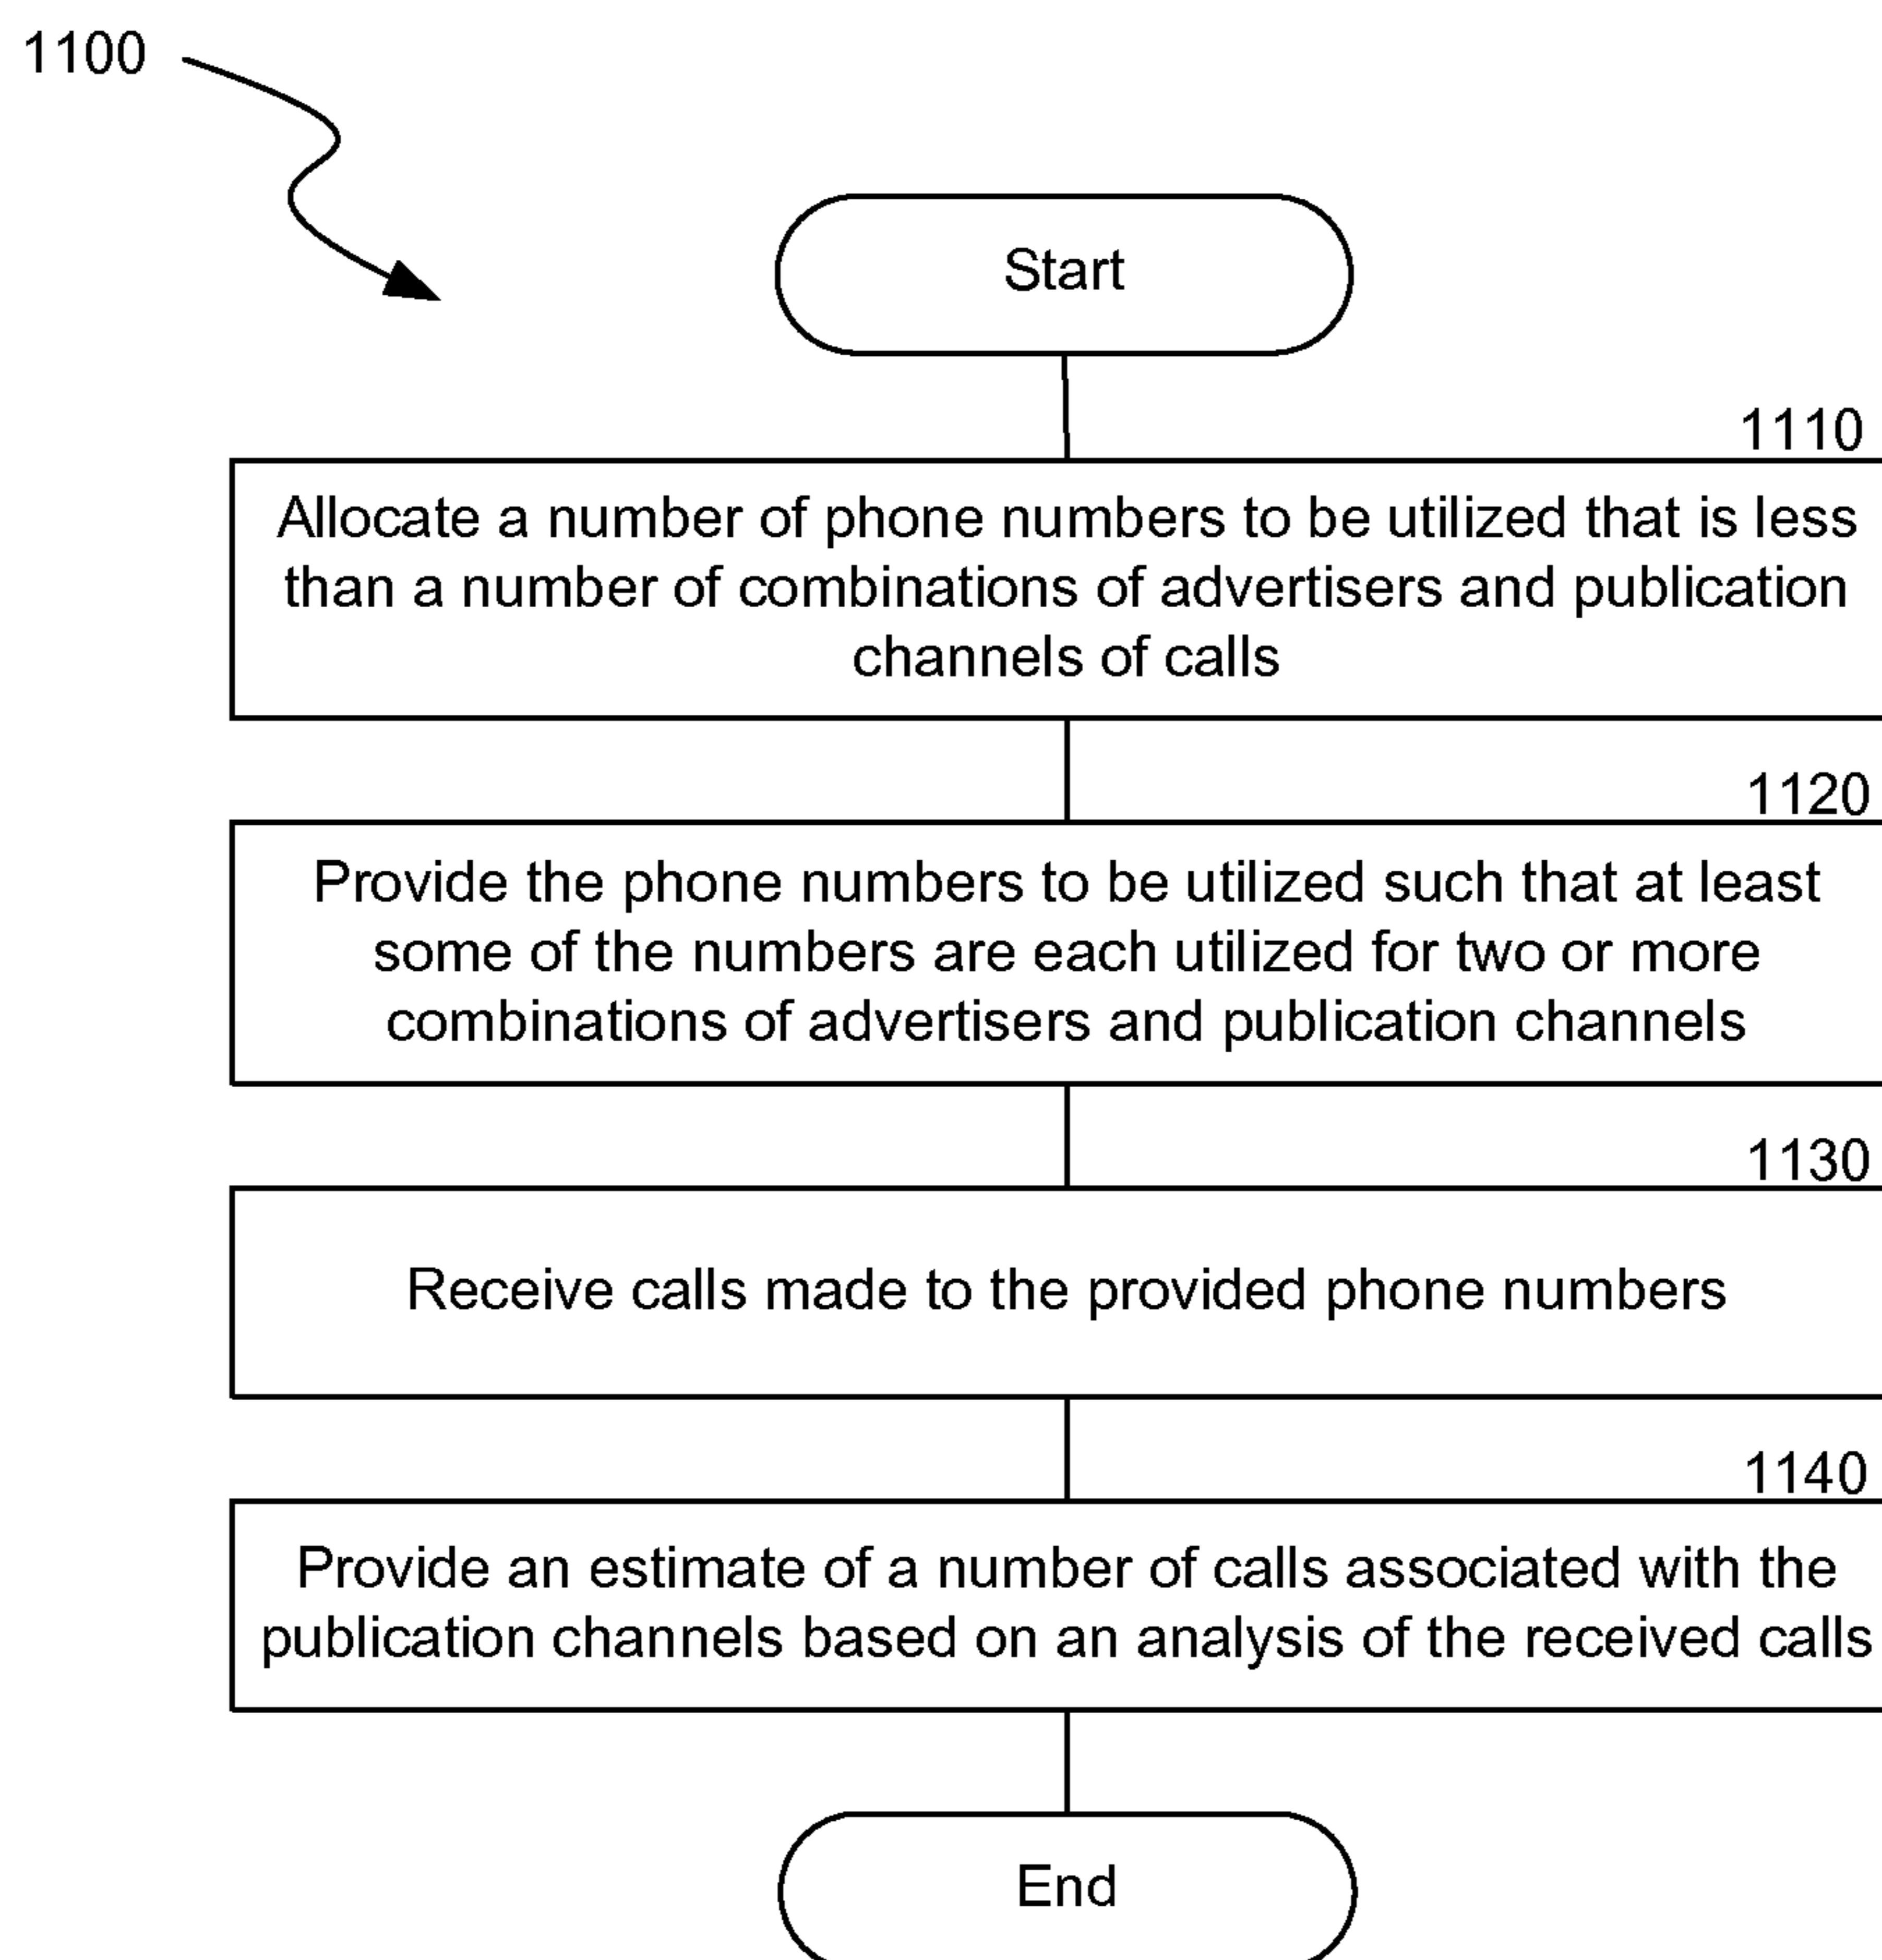 1100
Start
1110
Allocate a number of phone numbers to be utilized that is less
than a number of combinations of advertisers and publication
channels of calls
1120
Provide the phone numbers to be utilized such that at least
some of the numbers are each utilized for two or more
combinations of advertisers and publication channels
1130
Receive calls made to the provided phone numbers
1140
Provide an estimate of a number of calls associated with the
publication channels based on an analysis of the received calls
End